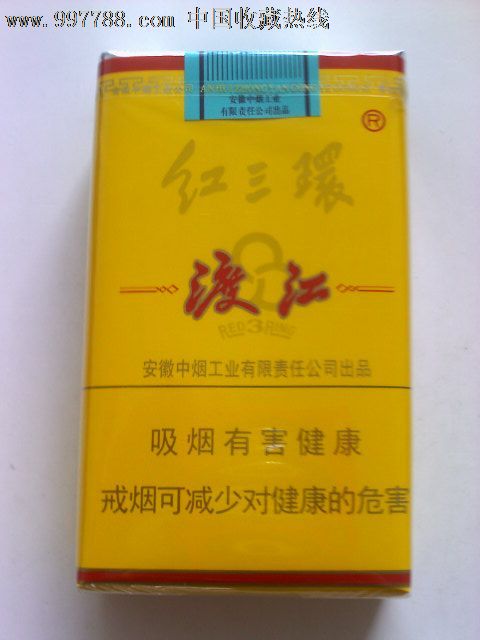 www.997788.com 中国收藏热线
安徽中烟工业
有限责任公司出品
®
红三環
渡江
RED 3 RING
安徽中烟工业有限责任公司出品
吸烟有害健康
戒烟可减少对健康的危害